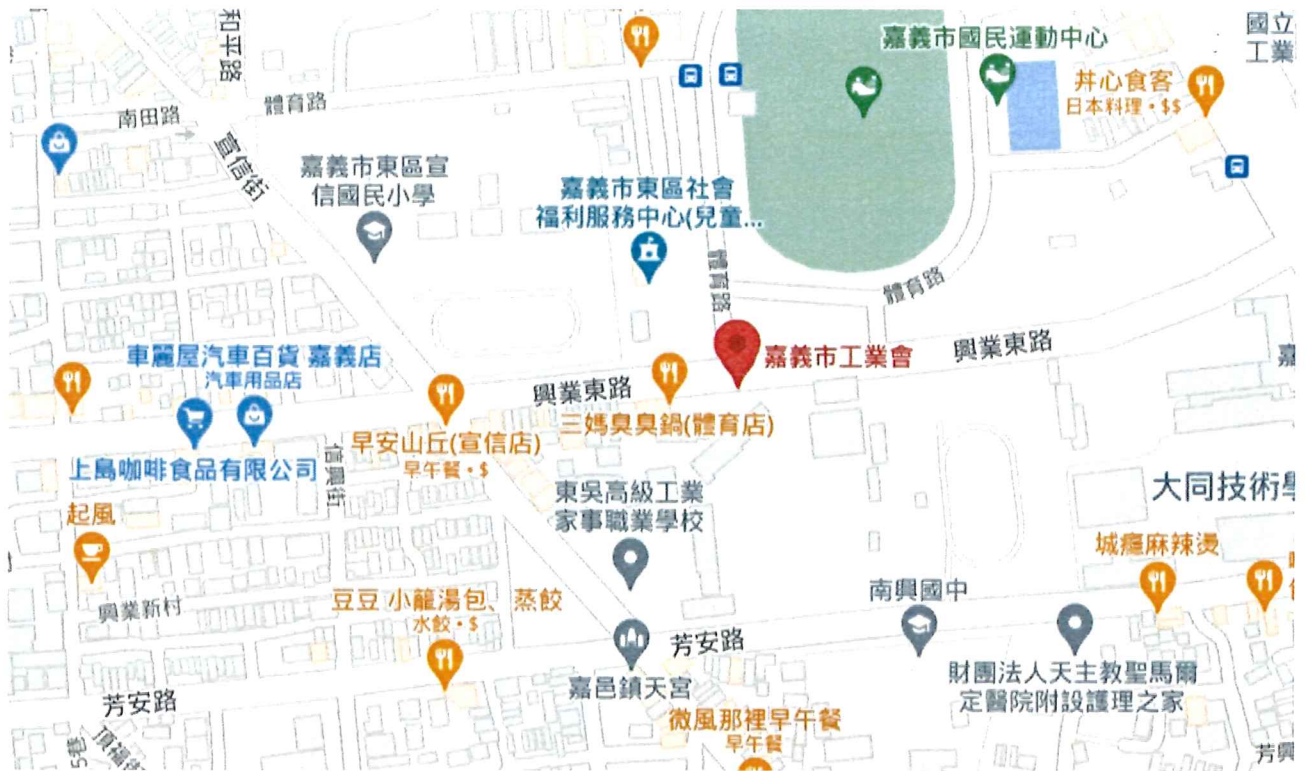 和平路
南田路
體育路
宣信街
嘉義市東區宣
信國民小學
嘉義市東區社會
福利服務中心(兒童...
嘉義市國民運動中心
丼心食客
日本料理・$$
國立
工業
體育路
體育路
車麗屋汽車百貨 嘉義店
汽車用品店
上島咖啡食品有限公司
早安山丘(宣信店)
早午餐・$
興業東路
三媽臭臭鍋(體育店)
嘉義市工業會
興業東路
嘉
信興街
東吳高級工業
家事職業學校
大同技術學
起風
興業新村
豆豆 小籠湯包、蒸餃
水餃・$
芳安路
嘉邑鎮天宮
芳安路
微風那裡早午餐
早午餐
南興國中
城癮麻辣燙
財團法人天主教聖馬爾
定醫院附設護理之家
芳興